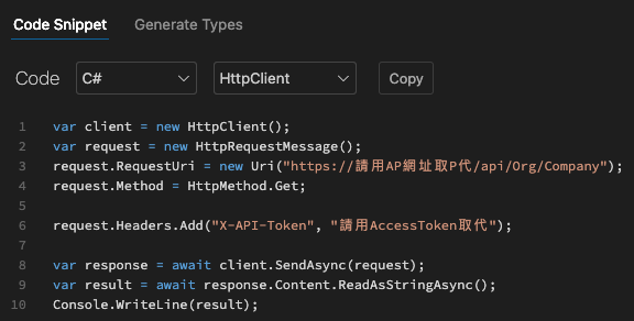 Code Snippet Generate Types
Code C# HttpClient Copy
1 var client = new HttpClient();
2 var request = new HttpRequestMessage();
3 request.RequestUri = new Uri("https://請用AP網址取P代/api/Org/Company");
4 request.Method = HttpMethod.Get;
5
6 request.Headers.Add("X-API-Token", "請用AccessToken取代");
7
8 var response = await client.SendAsync(request);
9 var result = await response.Content.ReadAsStringAsync();
10 Console.WriteLine(result);